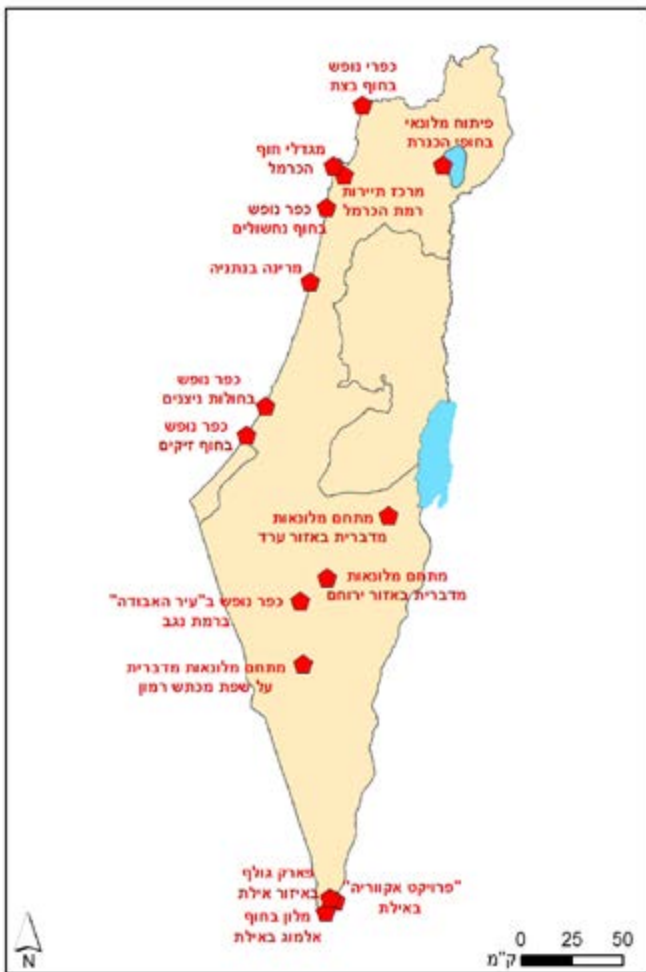 כפרי נופש
בחוף בצת
פיתוח מלונאי
בחופי הכנרת
מגדלי חוף
הכרמל
מרכז תיירות
רמת הכרמל
כפר נופש
בחוף נחשולים
מרינה בנתניה
כפר נופש
בחולות ניצנים
כפר נופש
בחוף זיקים
מתחם מלונאות
מדברית באזור ערד
מתחם מלונאות
מדברית באזור ירוחם
כפר נופש ב"עיר האבודה"
ברמת נגב
מתחם מלונאות מדברית
על שפת מכתש רמון
פארק גולף
באיזור אילת
"פרויקט אקווריה"
באילת
מלון בחוף
אלמוג באילת
0 25 50
ק"מ
N